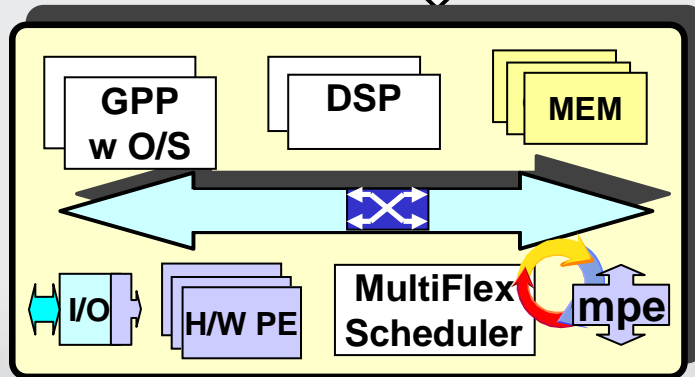 GPP
w O/S
DSP
MEM
I/O
H/W PE
MultiFlex
Scheduler
mpe